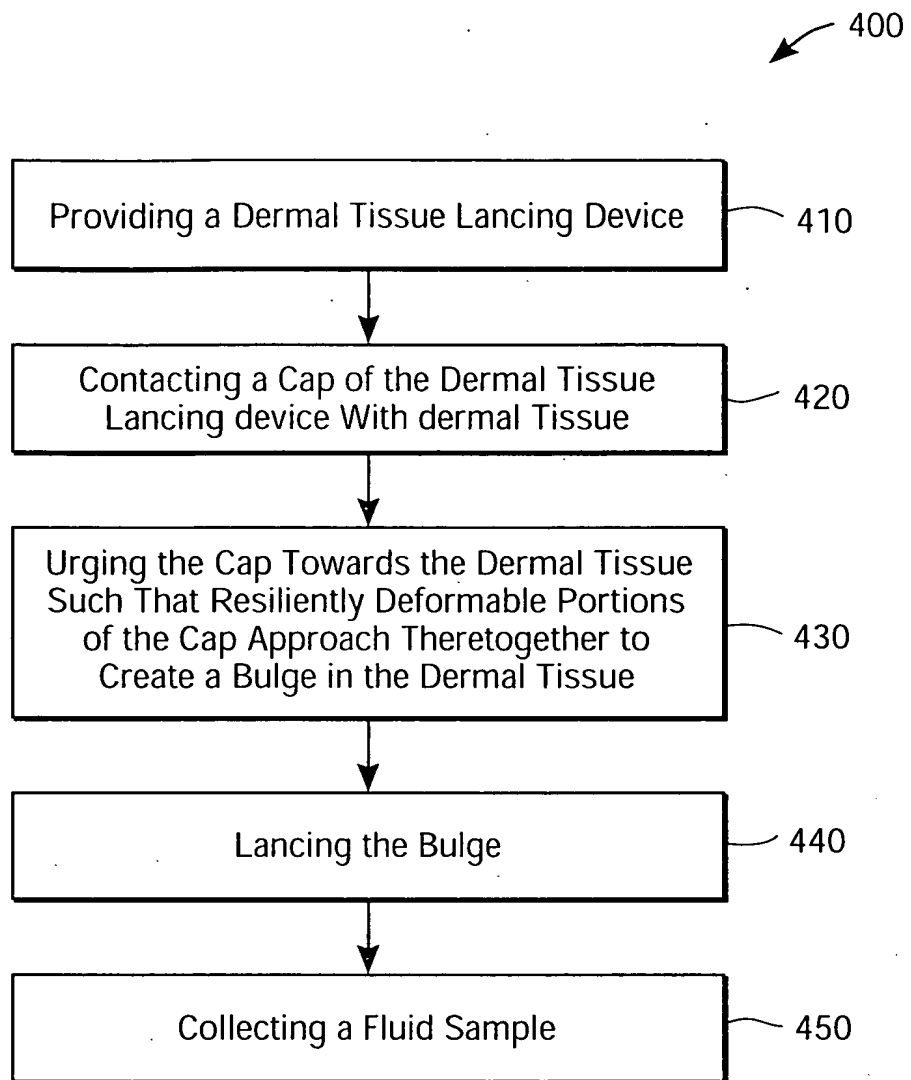 400
Providing a Dermal Tissue Lancing Device
410
Contacting a Cap of the Dermal Tissue
Lancing device With dermal Tissue
420
Urging the Cap Towards the Dermal Tissue
Such That Resiliently Deformable Portions
of the Cap Approach Theretogether to
Create a Bulge in the Dermal Tissue
430
Lancing the Bulge
440
Collecting a Fluid Sample
450